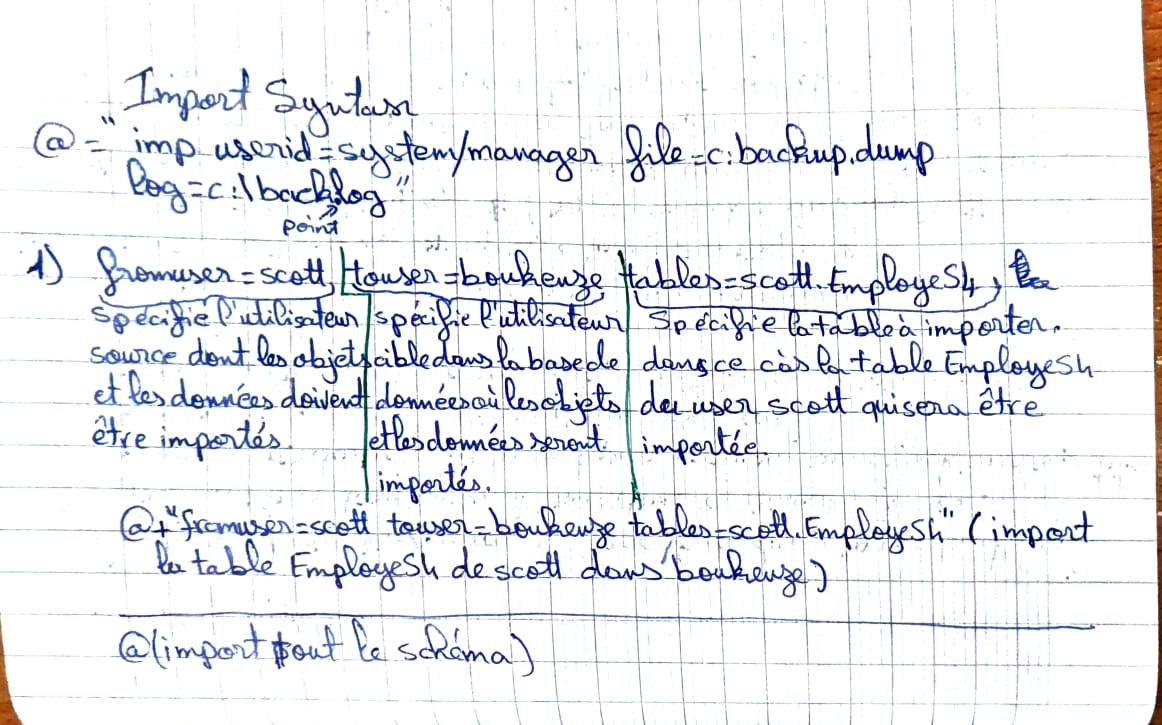 Import Syntasc
@ = "imp userid=system/manager file=c:backup.dump
log=c:\backlog"
point
1) fromuser=scott, touser=boukenze tables=scott.Employesh,
spécifie l'utilisateur spécifie l'utilisateur Spécifie la table à importer.
source dont les objets cible dans la base de dans ce càs la table Employesh
et les données doivent données où les objets du user scott qui sera être
être importés. et les données seront importée.
importés.
@+"fromuser=scott touser=boukenze tables=scott.Employesh" (import
la table Employesh de scott dans boukenze)
@(import tout le schéma)